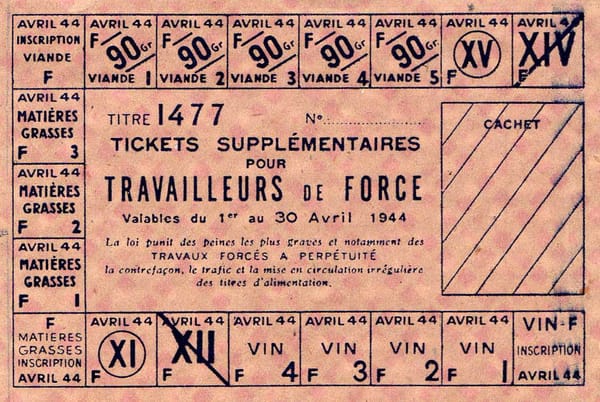 AVRIL 44
INSCRIPTION
VIANDE
F
AVRIL 44
F 90 Gr
VIANDE 1
AVRIL 44
F 90 Gr
VIANDE 2
AVRIL 44
F 90 Gr
VIANDE 3
AVRIL 44
F 90 Gr
VIANDE 4
AVRIL 44
F 90 Gr
VIANDE 5
AVRIL 44
XV
F
AVRIL 44
XIV
F
AVRIL 44
MATIÈRES
GRASSES
F 3
AVRIL 44
MATIÈRES
GRASSES
F 2
AVRIL 44
MATIÈRES
GRASSES
F 1
TITRE 1477 No
TICKETS SUPPLÉMENTAIRES
POUR
TRAVAILLEURS DE FORCE
Valables du 1er au 30 Avril 1944
La loi punit des peines les plus graves et notamment des
TRAVAUX FORCÉS A PERPÉTUITÉ
la contrefaçon, le trafic et la mise en circulation irrégulière
des titres d'alimentation.
CACHET
F
MATIÈRES
GRASSES
INSCRIPTION
AVRIL 44
AVRIL 44
XI
F
AVRIL 44
XII
F
AVRIL 44
VIN
F 4
AVRIL 44
VIN
F 3
AVRIL 44
VIN
F 2
AVRIL 44
VIN
F 1
VIN-F
INSCRIPTION
AVRIL 44